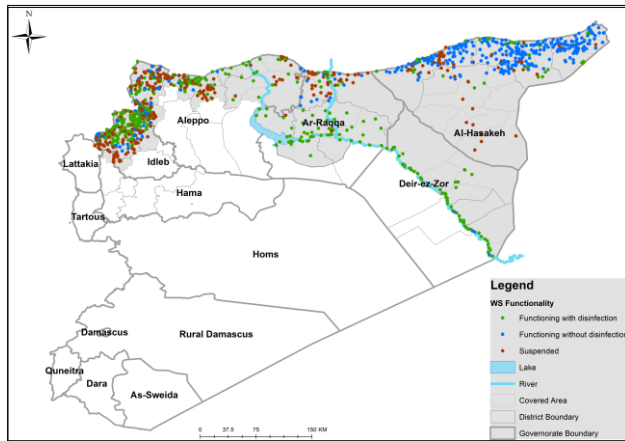 N
Aleppo
Ar-Raqqa
Al-Hasakeh
Lattakia
Idleb
Deir-ez-Zor
Hama
Tartous
Homs
Damascus
Rural Damascus
Quneitra
Dara
As-Sweida
Legend
WS Functionality
Functioning with disinfection
Functioning without disinfection
Suspended
Lake
River
Covered Area
District Boundary
Governorate Boundary
0 37.5 75 150 KM